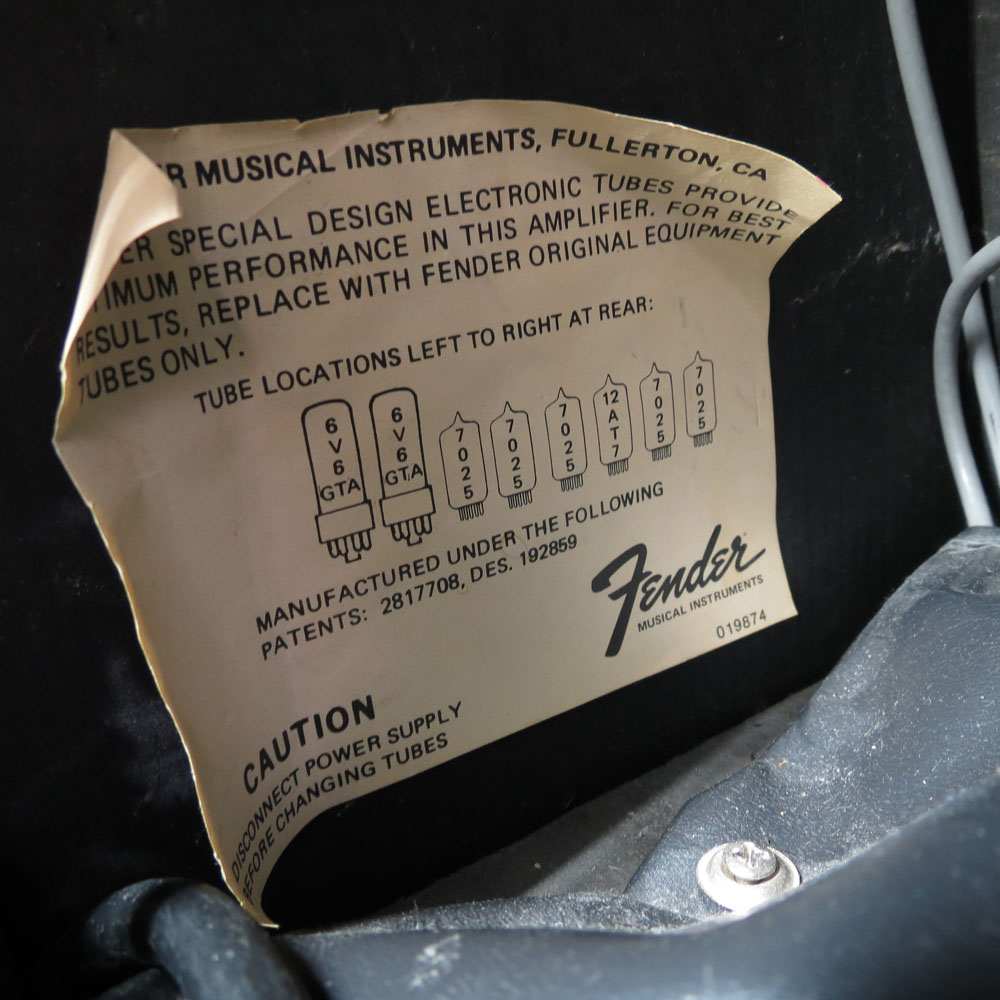 R MUSICAL INSTRUMENTS, FULLERTON, CA
ER SPECIAL DESIGN ELECTRONIC TUBES PROVIDE
TIMUM PERFORMANCE IN THIS AMPLIFIER. FOR BEST
RESULTS, REPLACE WITH FENDER ORIGINAL EQUIPMENT
TUBES ONLY.
TUBE LOCATIONS LEFT TO RIGHT AT REAR:
6V6GTA 6V6GTA 7025 7025 7025 12AT7 7025 7025
MANUFACTURED UNDER THE FOLLOWING
PATENTS: 2817708, DES. 192859
Fender
MUSICAL INSTRUMENTS
019874
CAUTION
DISCONNECT POWER SUPPLY
BEFORE CHANGING TUBES